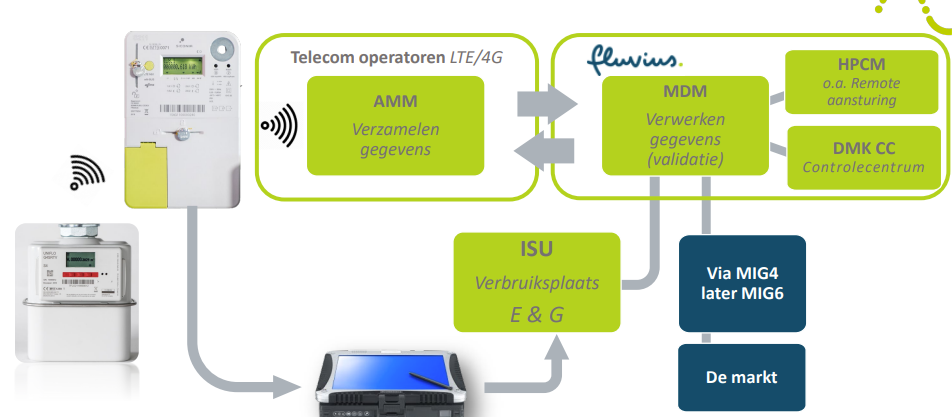 Telecom operatoren LTE/4G
AMM
Verzamelen
gegevens
fluvius.
MDM
Verwerken
gegevens
(validatie)
HPCM
o.a. Remote
aansturing
DMK CC
Controlecentrum
ISU
Verbruiksplaats
E & G
Via MIG4
later MIG6
De markt